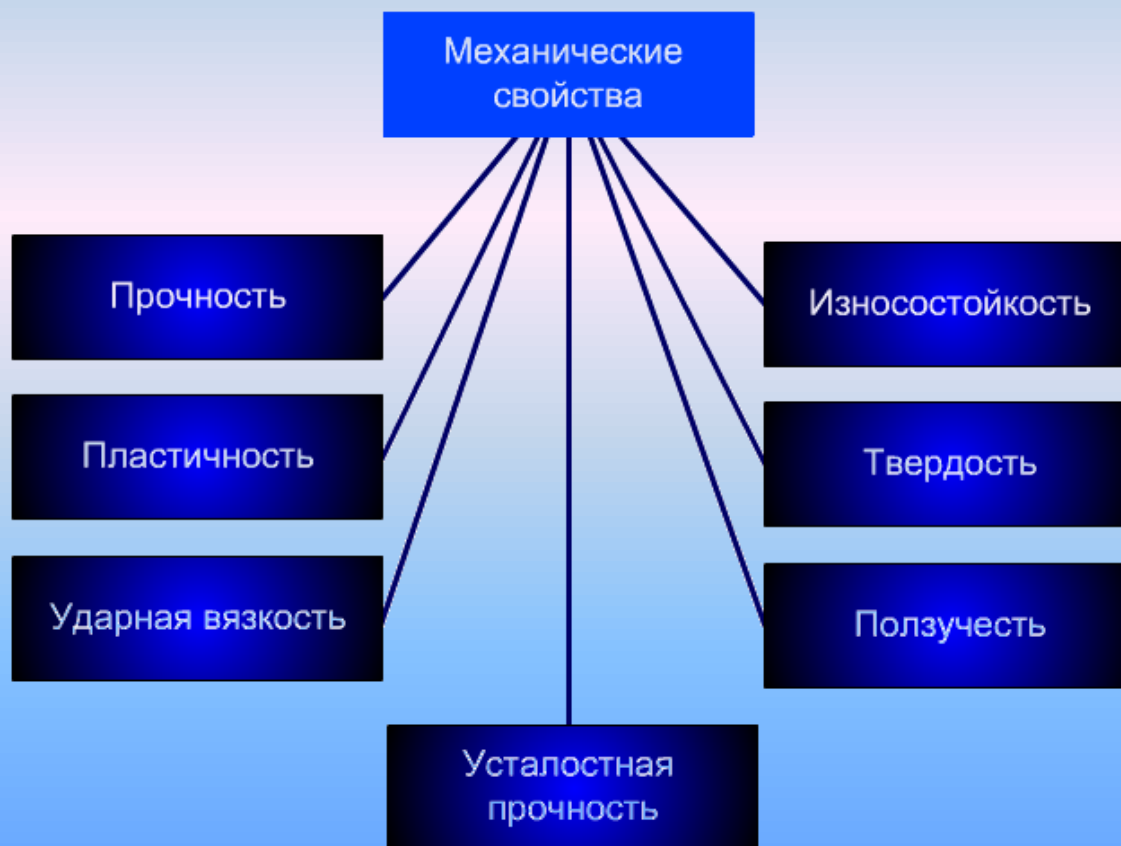 Механические
свойства
Прочность
Износостойкость
Пластичность
Твердость
Ударная вязкость
Ползучесть
Усталостная
прочность